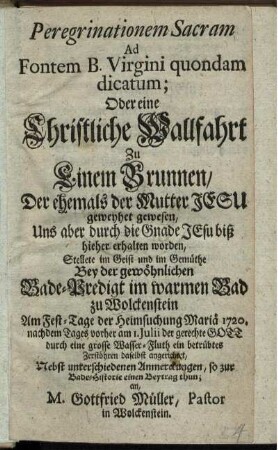 Peregrinationem Sacram
Ad
Fontem B. Virgini quondam
dicatum;
Oder eine
Christliche Wallfahrt
Zu
Einem Brunnen/
Der ehemals der Mutter JESU
geweyhet gewesen,
Uns aber durch die Gnade JEsu biß
hieher erhalten worden,
Stellete im Geist und im Gemüthe
Bey der gewöhnlichen
Bade-Predigt im warmen Bad
zu Wolckenstein
Am Fest-Tage der Heimsuchung Mariä 1720.
nachdem Tages vorher am 1. Julii der gerechte GOTT
durch eine grosse Wasser-Fluth ein betrübtes
Zerstöhren daselbst angerichtet,
Nebst unterschiedenen Anmerckungen, so zur
Bade-Historie einen Beytrag thun;
an,
M. Gottfried Müller, Pastor
in Wolckenstein.